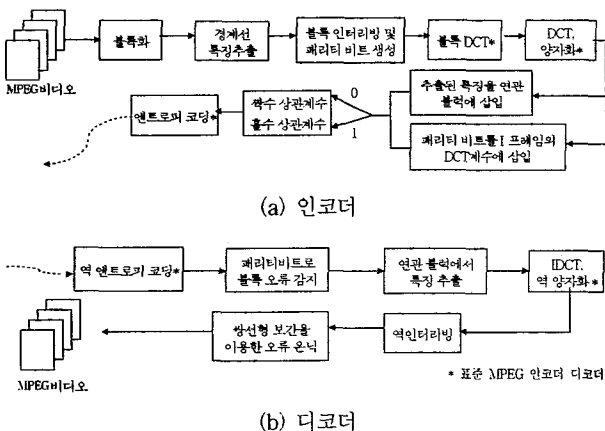 MPEG비디오
블록화
경계선
특징추출
블록 인터리빙 및
패리티 비트 생성
블록 DCT*
DCT,
양자화*
추출된 특징을 연관
블럭에 삽입
패리티 비트를 I 프레임의
DCT계수에 삽입
0
1
짝수 상관계수
홀수 상관계수
앤트로피 코딩*
(a) 인코더
역 앤트로피 코딩*
패리티비트로
블록 오류 감지
연관 블럭에서
특징 추출
IDCT,
역 양자화*
역인터리빙
쌍선형 보간을
이용한 오류 은닉
MPEG비디오
* 표준 MPEG 인코더 디코더
(b) 디코더